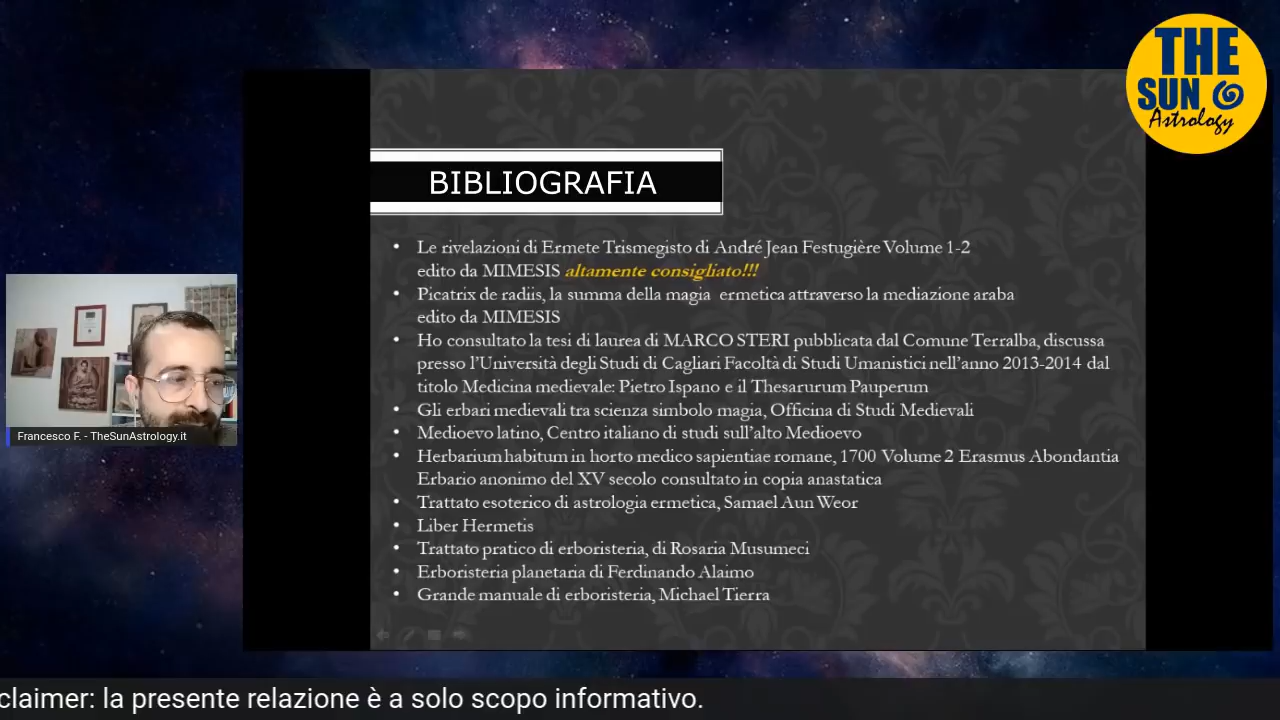 THE
SUN
Astrology
BIBLIOGRAFIA
• Le rivelazioni di Ermete Trismegisto di André Jean Festugière Volume 1-2
edito da MIMESIS altamente consigliato!!!
• Picatrix de radiis, la summa della magia ermetica attraverso la mediazione araba
edito da MIMESIS
• Ho consultato la tesi di laurea di MARCO STERI pubblicata dal Comune Terralba, discussa
presso l'Università degli Studi di Cagliari Facoltà di Studi Umanistici nell'anno 2013-2014 dal
titolo Medicina medievale: Pietro Ispano e il Thesarurum Pauperum
• Gli erbari medievali tra scienza simbolo magia, Officina di Studi Medievali
• Medioevo latino, Centro italiano di studi sull'alto Medioevo
• Herbarium habitum in horto medico sapientiae romane, 1700 Volume 2 Erasmus Abondantia
Erbario anonimo del XV secolo consultato in copia anastatica
• Trattato esoterico di astrologia ermetica, Samael Aun Weor
• Liber Hermetis
• Trattato pratico di erboristeria, di Rosaria Musumeci
• Erboristeria planetaria di Ferdinando Alaimo
• Grande manuale di erboristeria, Michael Tierra
Francesco F. - TheSunAstrology.it
claimer: la presente relazione è a solo scopo informativo.